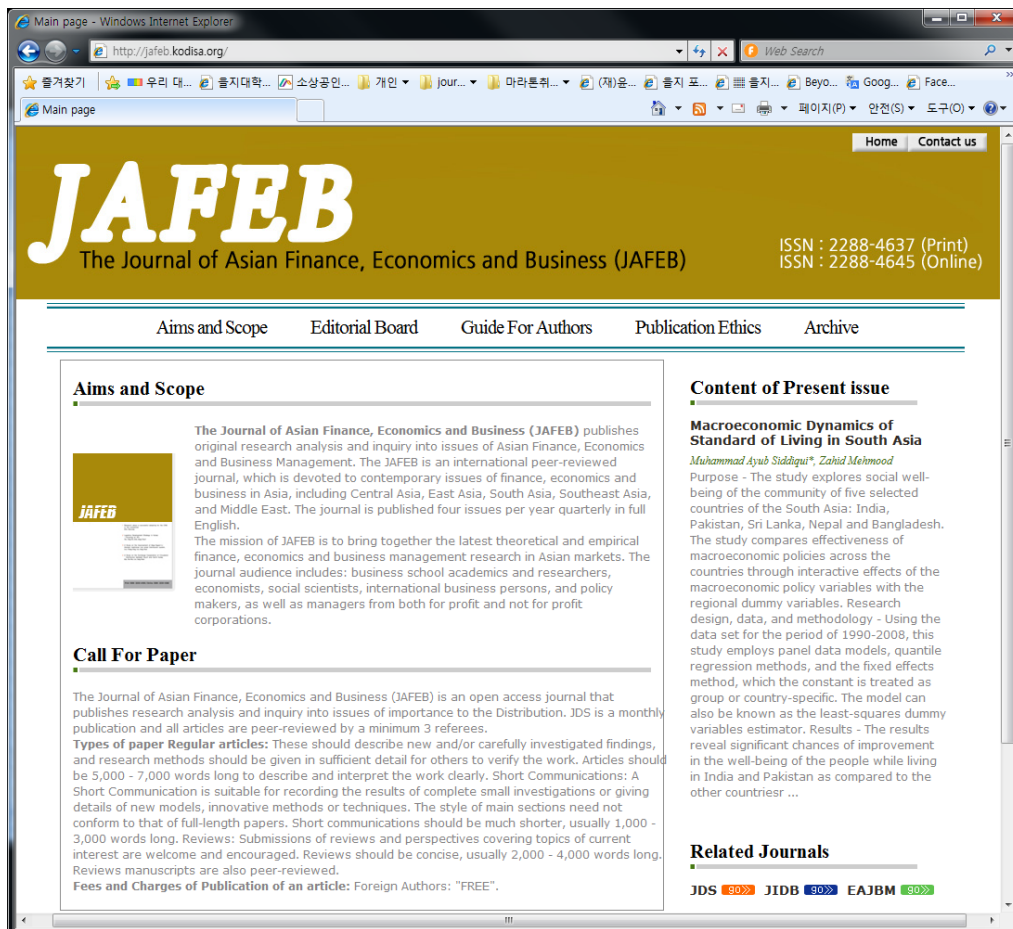 Main page - Windows Internet Explorer
http://jafeb.kodisa.org/
Web Search
즐겨찾기 우리 대... 을지대학... 소상공인... 개인 jour... 마라톤취... (재)윤... 을지 포... 을지... Beyo... Goog... Face...
Main page
페이지(P) 안전(S) 도구(O)
Home Contact us
JAFEB
The Journal of Asian Finance, Economics and Business (JAFEB)
ISSN : 2288-4637 (Print)
ISSN : 2288-4645 (Online)
Aims and Scope Editorial Board Guide For Authors Publication Ethics Archive
Aims and Scope
JAFEB
The Journal of Asian Finance, Economics and Business (JAFEB) publishes
original research analysis and inquiry into issues of Asian Finance, Economics
and Business Management. The JAFEB is an international peer-reviewed
journal, which is devoted to contemporary issues of finance, economics and
business in Asia, including Central Asia, East Asia, South Asia, Southeast Asia,
and Middle East. The journal is published four issues per year quarterly in full
English.
The mission of JAFEB is to bring together the latest theoretical and empirical
finance, economics and business management research in Asian markets. The
journal audience includes: business school academics and researchers,
economists, social scientists, international business persons, and policy
makers, as well as managers from both for profit and not for profit
corporations.
Call For Paper
The Journal of Asian Finance, Economics and Business (JAFEB) is an open access journal that
publishes research analysis and inquiry into issues of importance to the Distribution. JDS is a monthly
publication and all articles are peer-reviewed by a minimum 3 referees.
Types of paper Regular articles: These should describe new and/or carefully investigated findings,
and research methods should be given in sufficient detail for others to verify the work. Articles should
be 5,000 - 7,000 words long to describe and interpret the work clearly. Short Communications: A
Short Communication is suitable for recording the results of complete small investigations or giving
details of new models, innovative methods or techniques. The style of main sections need not
conform to that of full-length papers. Short communications should be much shorter, usually 1,000 -
3,000 words long. Reviews: Submissions of reviews and perspectives covering topics of current
interest are welcome and encouraged. Reviews should be concise, usually 2,000 - 4,000 words long.
Reviews manuscripts are also peer-reviewed.
Fees and Charges of Publication of an article: Foreign Authors: "FREE".
Content of Present issue
Macroeconomic Dynamics of
Standard of Living in South Asia
Muhammad Ayub Siddiqui*, Zahid Mehmood
Purpose - The study explores social well-
being of the community of five selected
countries of the South Asia: India,
Pakistan, Sri Lanka, Nepal and Bangladesh.
The study compares effectiveness of
macroeconomic policies across the
countries through interactive effects of the
macroeconomic policy variables with the
regional dummy variables. Research
design, data, and methodology - Using the
data set for the period of 1990-2008, this
study employs panel data models, quantile
regression methods, and the fixed effects
method, which the constant is treated as
group or country-specific. The model can
also be known as the least-squares dummy
variables estimator. Results - The results
reveal significant chances of improvement
in the well-being of the people while living
in India and Pakistan as compared to the
other countriesr ...
Related Journals
JDS GO>> JIDB GO>> EAJBM GO>>